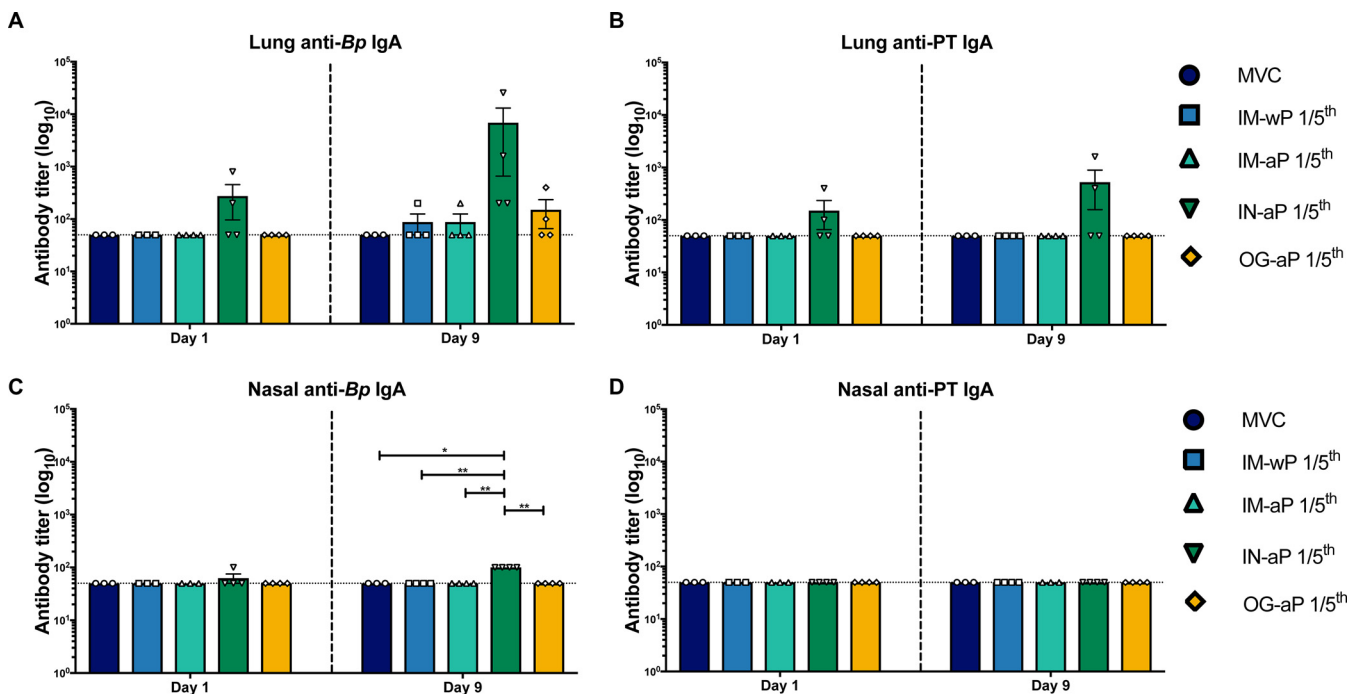 A
Lung anti-Bp IgA
Antibody titer (log10)
10^5
10^4
10^3
10^2
10^1
10^0
Day 1
Day 9
B
Lung anti-PT IgA
Antibody titer (log10)
10^5
10^4
10^3
10^2
10^1
10^0
Day 1
Day 9
MVC
IM-wP 1/5th
IM-aP 1/5th
IN-aP 1/5th
OG-aP 1/5th
C
Nasal anti-Bp IgA
Antibody titer (log10)
10^5
10^4
10^3
10^2
10^1
10^0
*
**
**
**
Day 1
Day 9
D
Nasal anti-PT IgA
Antibody titer (log10)
10^5
10^4
10^3
10^2
10^1
10^0
Day 1
Day 9
MVC
IM-wP 1/5th
IM-aP 1/5th
IN-aP 1/5th
OG-aP 1/5th